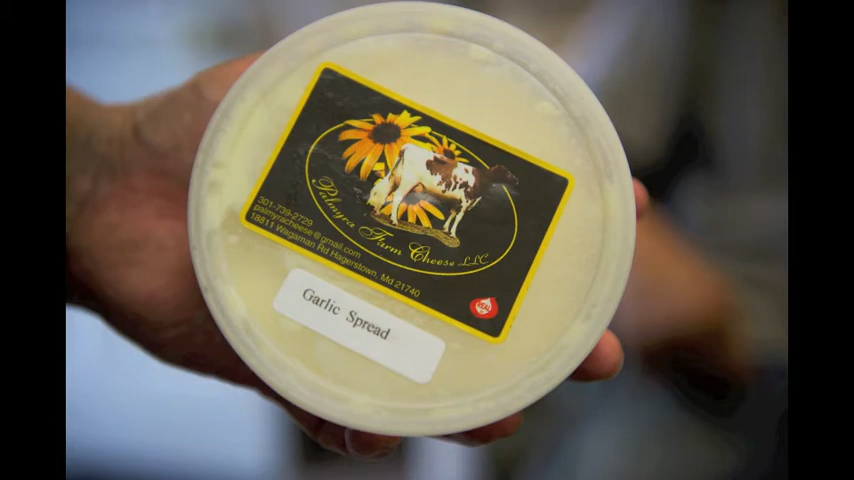 Palmyra Farm Cheese LLC
301-739-2729
palmyracheese@gmail.com
18811 Wagaman Rd Hagerstown, Md 21740
Garlic Spread